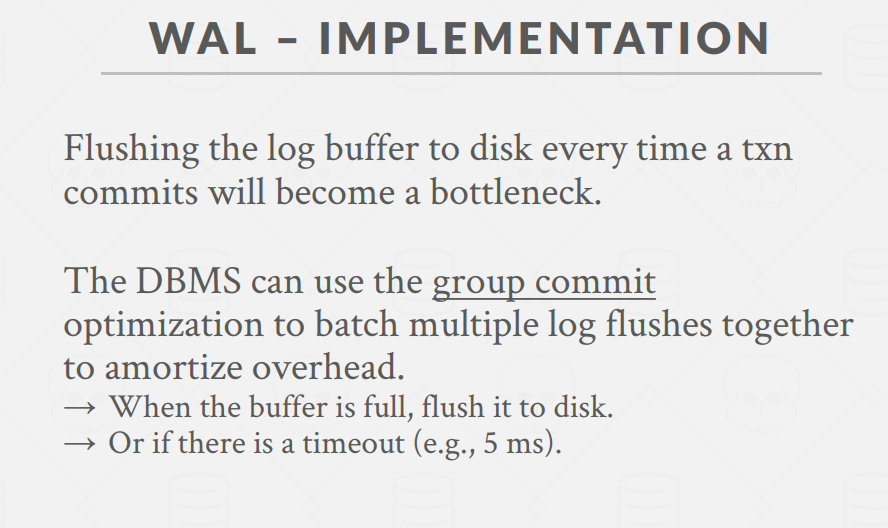 WAL – IMPLEMENTATION
Flushing the log buffer to disk every time a txn
commits will become a bottleneck.
The DBMS can use the group commit
optimization to batch multiple log flushes together
to amortize overhead.
→ When the buffer is full, flush it to disk.
→ Or if there is a timeout (e.g., 5 ms).